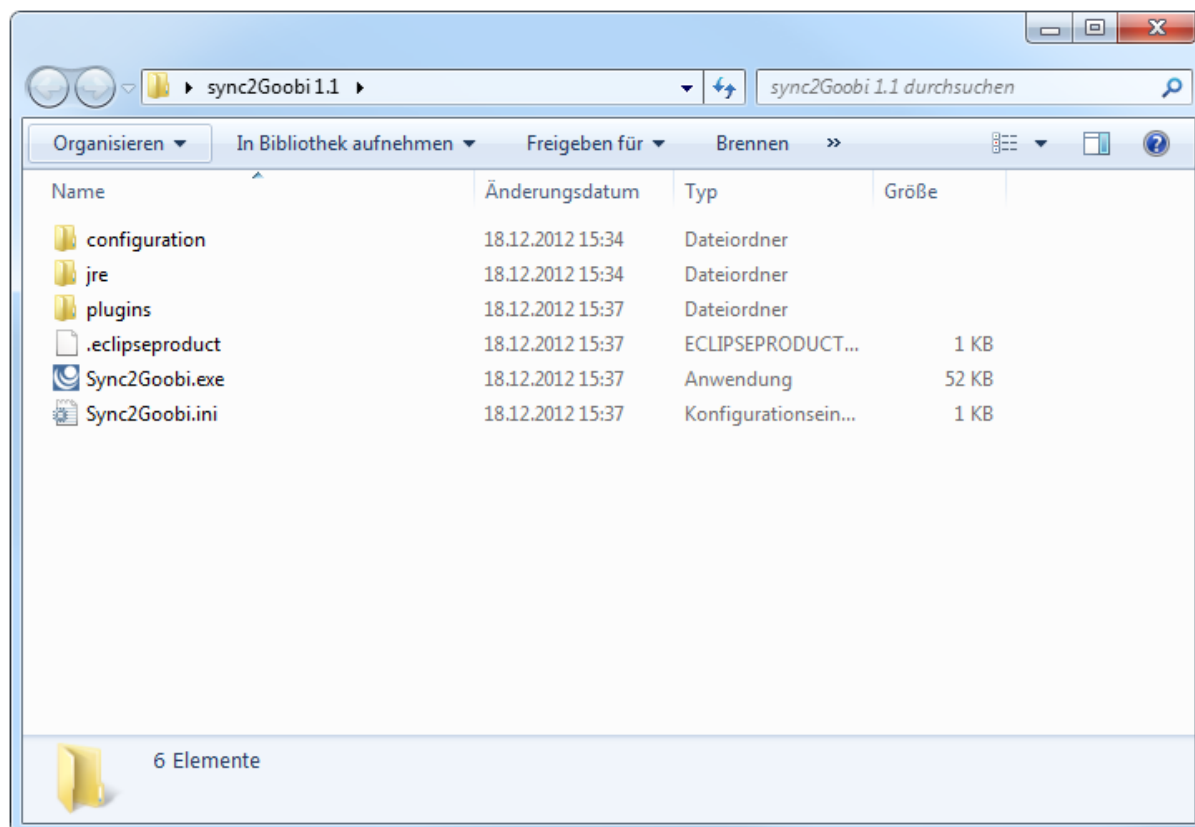 sync2Goobi 1.1
sync2Goobi 1.1 durchsuchen
Organisieren In Bibliothek aufnehmen Freigeben für Brennen »
Name Änderungsdatum Typ Größe
configuration 18.12.2012 15:34 Dateiordner
jre 18.12.2012 15:34 Dateiordner
plugins 18.12.2012 15:37 Dateiordner
.eclipseproduct 18.12.2012 15:37 ECLIPSEPRODUCT... 1 KB
Sync2Goobi.exe 18.12.2012 15:37 Anwendung 52 KB
Sync2Goobi.ini 18.12.2012 15:37 Konfigurationsein... 1 KB
6 Elemente